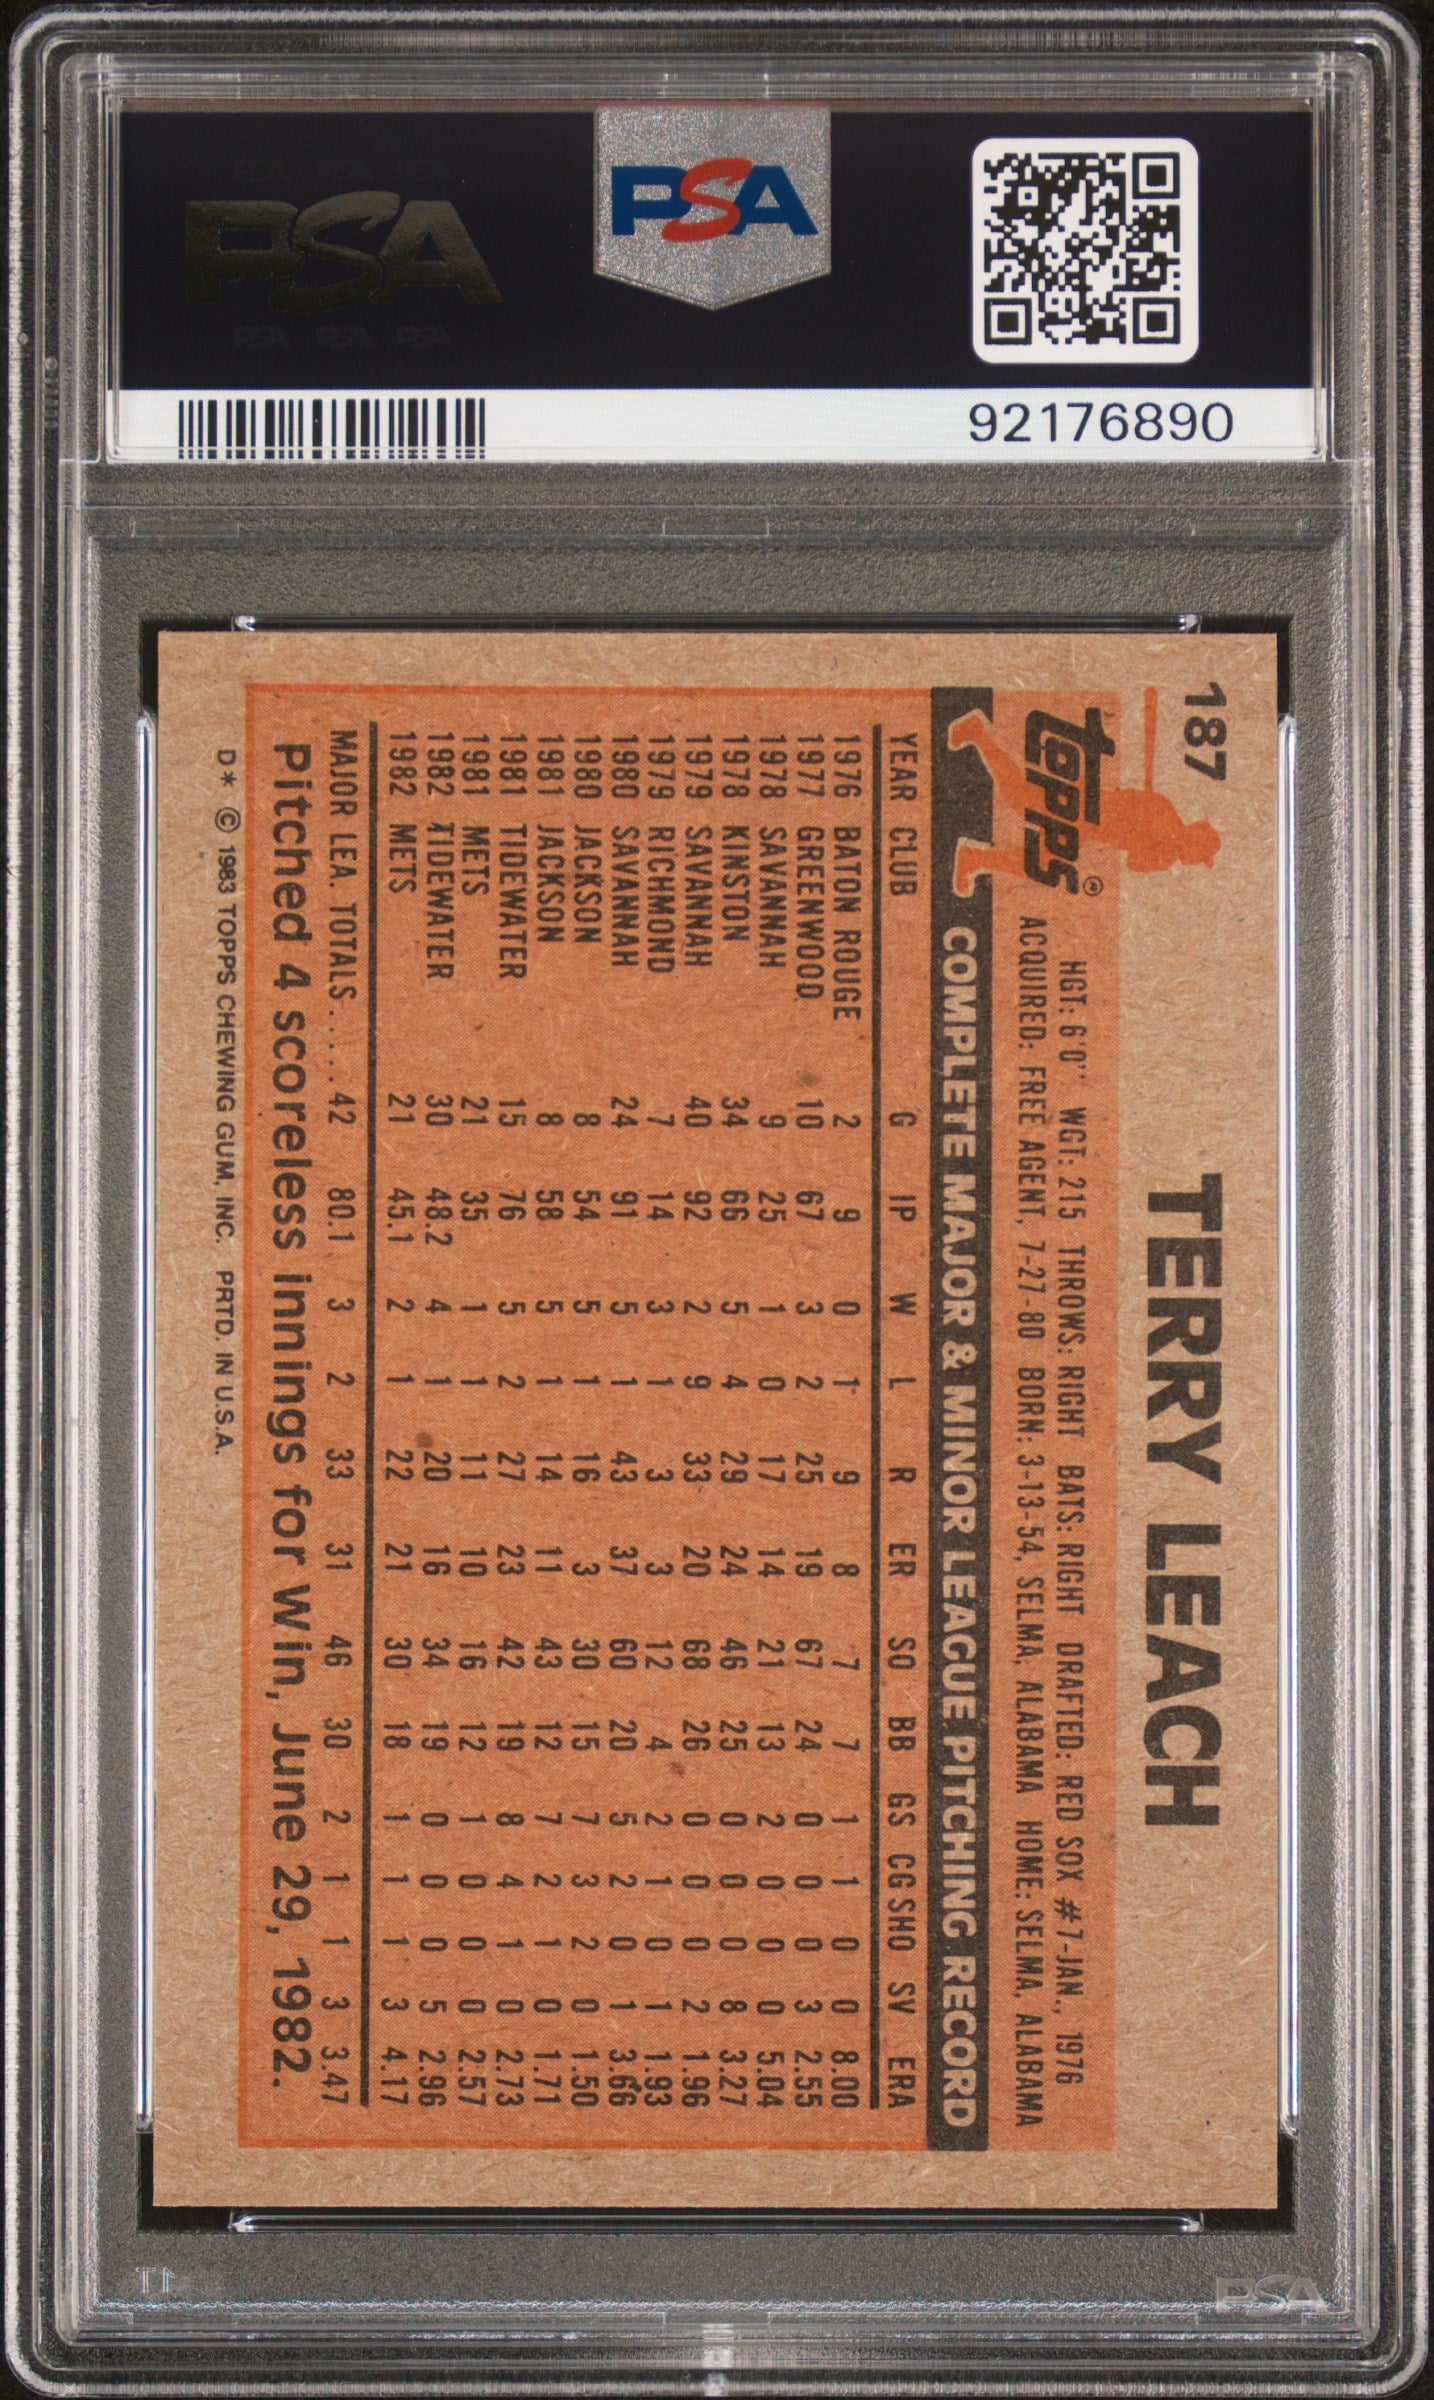 PSA PSA PSA
PSA
PSA PSA PSA
PSA
92176890
187
TERRY LEACH
Topps®
HGT: 6'0" WGT: 215 THROWS: RIGHT BATS: RIGHT DRAFTED: RED SOX #7-JAN., 1976
ACQUIRED: FREE AGENT, 7-27-80 BORN: 3-13-54, SELMA, ALABAMA HOME: SELMA, ALABAMA
COMPLETE MAJOR & MINOR LEAGUE PITCHING RECORD
YEAR CLUB G IP W L R ER SO BB GS CG SHO SV ERA
1976 BATON ROUGE 2 9 0 1 9 8 7 7 1 1 0 0 8.00
1977 GREENWOOD 10 67 3 2 25 19 67 24 0 0 0 3 2.55
1978 SAVANNAH 9 25 1 0 17 14 21 13 2 0 0 0 5.04
1978 KINSTON 34 66 5 4 29 24 46 25 0 0 0 8 3.27
1979 SAVANNAH 40 92 2 9 33 20 68 26 0 0 0 2 1.96
1979 RICHMOND 7 14 3 1 3 3 12 4 2 1 0 1 1.93
1980 SAVANNAH 24 91 5 1 43 37 60 20 5 2 0 1 3.66
1980 JACKSON 8 54 5 1 16 3 30 15 7 3 2 0 1.50
1981 JACKSON 8 58 5 1 14 11 43 12 7 2 1 0 1.71
1981 TIDEWATER 15 76 5 2 27 23 42 19 8 4 1 0 2.73
1981 METS 21 35 1 1 11 10 16 12 1 0 0 0 2.57
1982 TIDEWATER 30 48.2 4 1 20 16 34 19 0 0 0 5 2.96
1982 METS 21 45.1 2 1 22 21 30 18 1 1 1 3 4.17
MAJOR LEA. TOTALS.....42 80.1 3 2 33 31 46 30 2 1 1 3 3.47
Pitched 4 scoreless innings for Win, June 29, 1982.
D* © 1983 TOPPS CHEWING GUM, INC. PRTD. IN U.S.A.
PSA